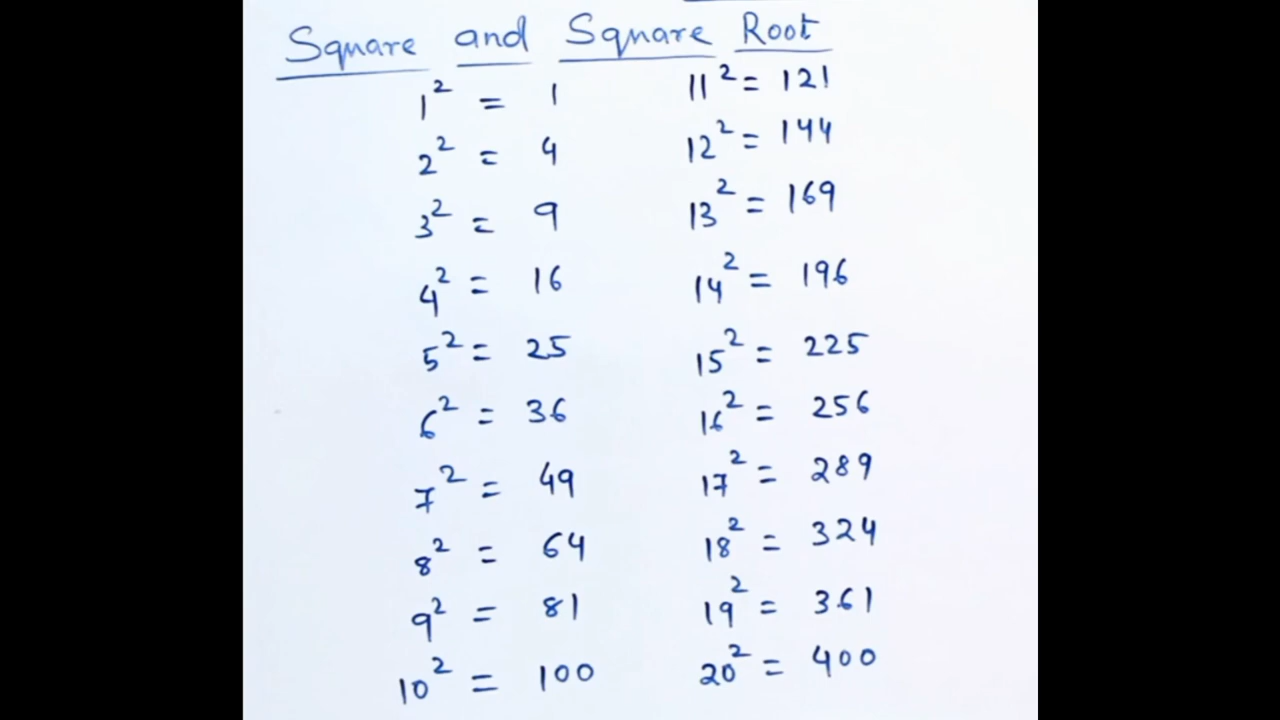 Square and Square Root
1² = 1 11² = 121
2² = 4 12² = 144
3² = 9 13² = 169
4² = 16 14² = 196
5² = 25 15² = 225
6² = 36 16² = 256
7² = 49 17² = 289
8² = 64 18² = 324
9² = 81 19² = 361
10² = 100 20² = 400